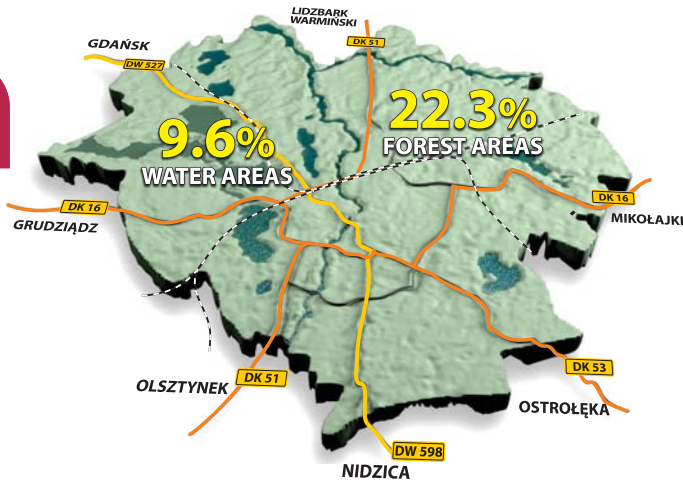 LIDZBARK
WARMIŃSKI
DK 51
GDAŃSK
DW 527
22.3%
FOREST AREAS
9.6%
WATER AREAS
DK 16
GRUDZIĄDZ
DK 16
MIKOŁAJKI
DK 51
OLSZTYNEK
DK 53
OSTROŁĘKA
DW 598
NIDZICA